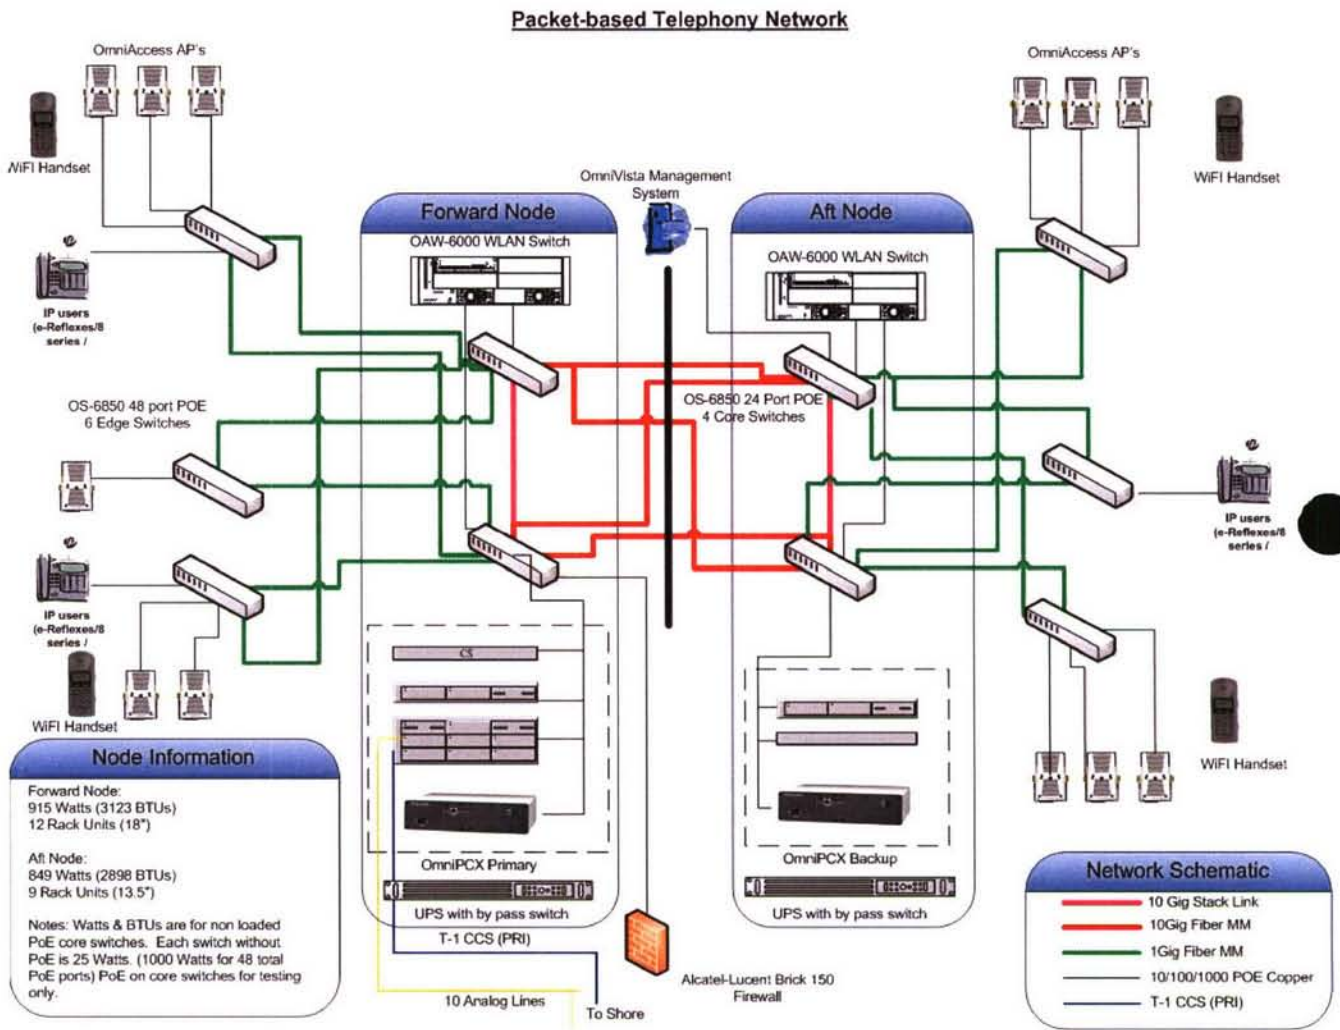 Packet-based Telephony Network
OmniAccess AP's
OmniAccess AP's
WiFI Handset
WiFI Handset
OmniVista Management
System
Forward Node
Aft Node
OAW-6000 WLAN Switch
OAW-6000 WLAN Switch
IP users
(e-Reflexes/8
series /
OS-6850 48 port POE
6 Edge Switches
OS-6850 24 Port POE
4 Core Switches
IP users
(e-Reflexes/8
series /
IP users
(e-Reflexes/8
series /
WiFI Handset
WiFI Handset
CS
OmniPCX Primary
OmniPCX Backup
UPS with by pass switch
UPS with by pass switch
T-1 CCS (PRI)
10 Analog Lines
To Shore
Alcatel-Lucent Brick 150
Firewall
Node Information
Forward Node:
915 Watts (3123 BTUs)
12 Rack Units (18")
Aft Node:
849 Watts (2898 BTUs)
9 Rack Units (13.5")
Notes: Watts & BTUs are for non loaded
PoE core switches. Each switch without
PoE is 25 Watts. (1000 Watts for 48 total
PoE ports) PoE on core switches for testing
only.
Network Schematic
10 Gig Stack Link
10Gig Fiber MM
1Gig Fiber MM
10/100/1000 POE Copper
T-1 CCS (PRI)